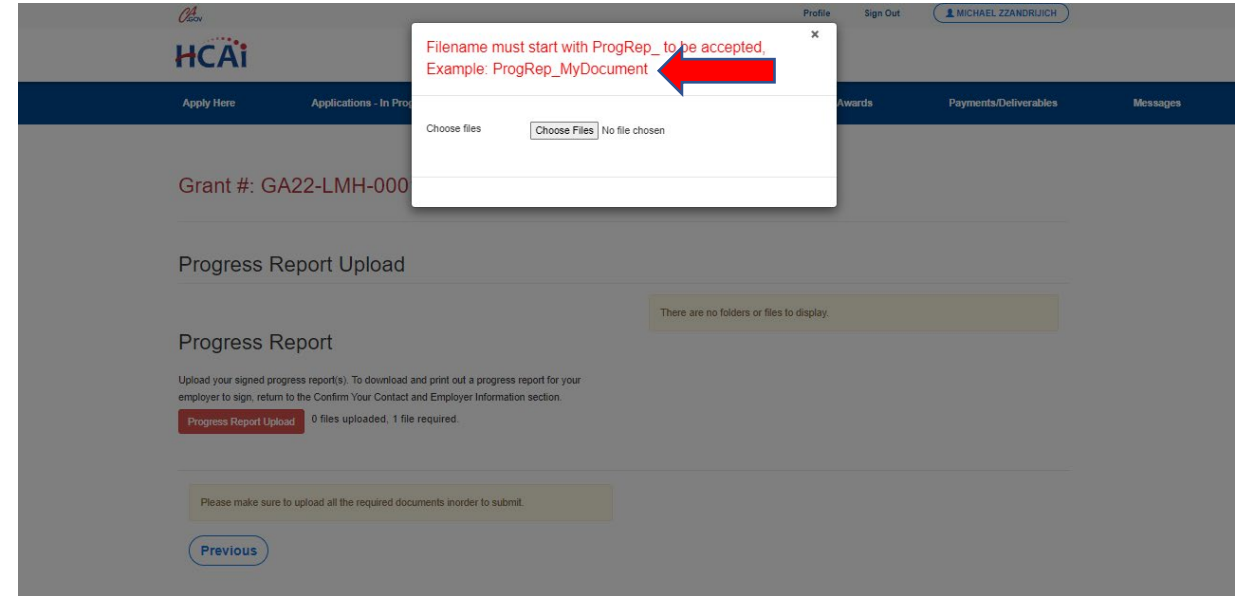 CA.GOV
Profile
Sign Out
MICHAEL ZZANDRIJICH
HCAi
Filename must start with ProgRep_ to be accepted,
Example: ProgRep_MyDocument
×
Apply Here
Applications - In Prog
Awards
Payments/Deliverables
Messages
Choose files
Choose Files No file chosen
Grant #: GA22-LMH-000
Progress Report Upload
There are no folders or files to display.
Progress Report
Upload your signed progress report(s). To download and print out a progress report for your
employer to sign, return to the Confirm Your Contact and Employer Information section.
Progress Report Upload 0 files uploaded, 1 file required.
Please make sure to upload all the required documents inorder to submit.
Previous